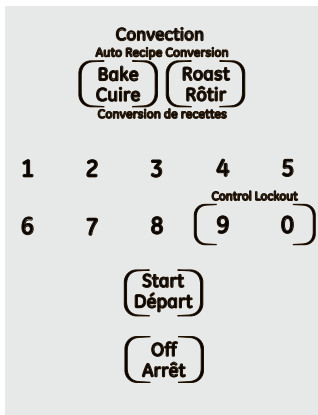 Convection
Auto Recipe Conversion
Bake Roast
Cuire Rôtir
Conversion de recettes
1 2 3 4 5
Control Lockout
6 7 8 9 0
Start
Départ
Off
Arrêt